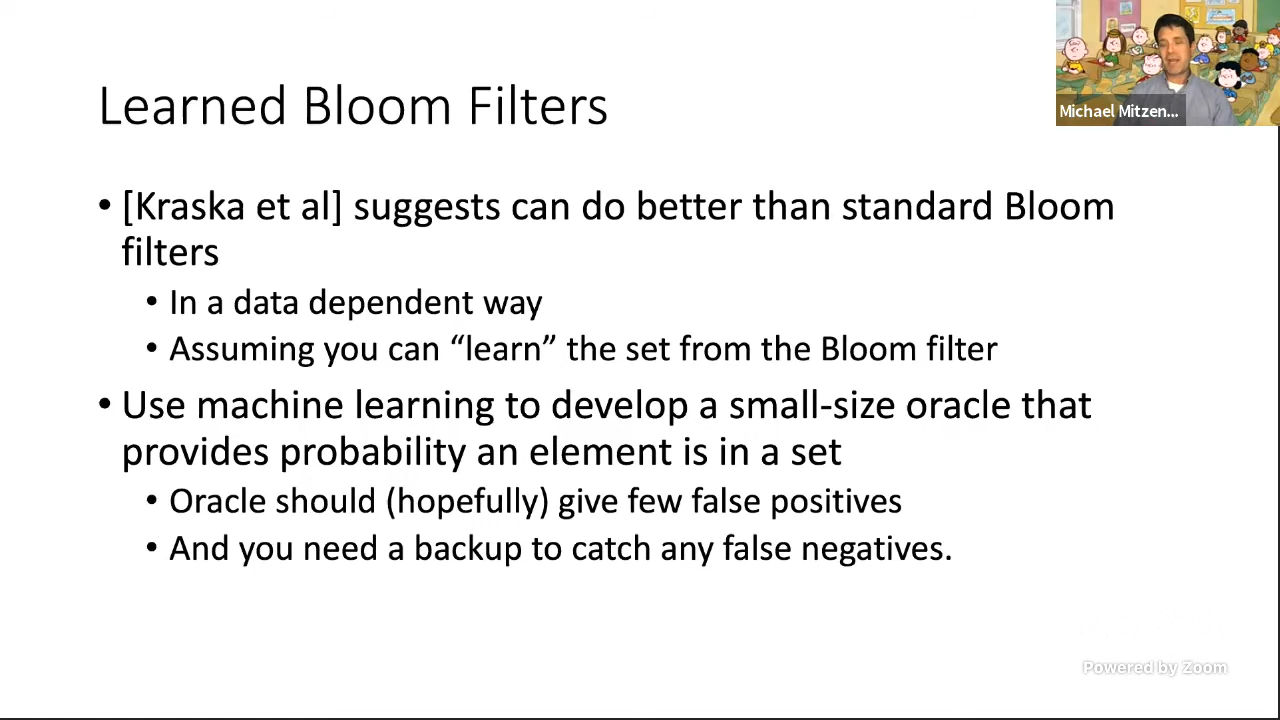 Learned Bloom Filters
• [Kraska et al] suggests can do better than standard Bloom
filters
• In a data dependent way
• Assuming you can “learn” the set from the Bloom filter
• Use machine learning to develop a small-size oracle that
provides probability an element is in a set
• Oracle should (hopefully) give few false positives
• And you need a backup to catch any false negatives.
Michael Mitzen...
Powered by Zoom